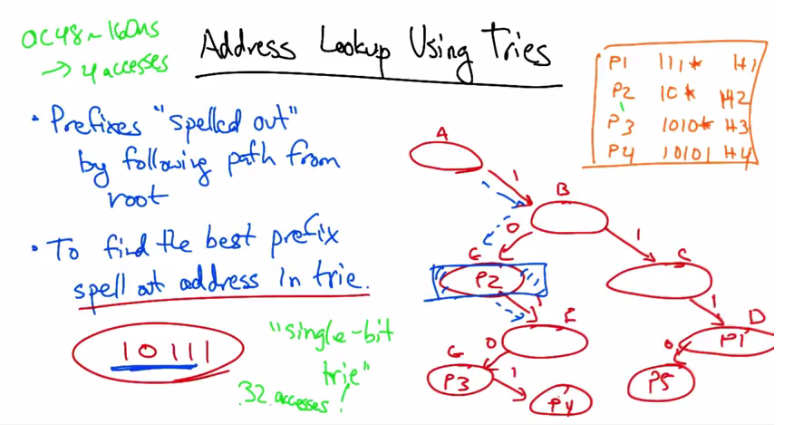 OC48 ~ 160ns
→ 4 accesses
Address Lookup Using Tries
P1 111* H1
P2 10* H2
P3 1010* H3
P4 10101 H4
• Prefixes "spelled out"
by following path from
root
• To find the best prefix
spell out address in trie.
10111
"single-bit
trie"
32 accesses!
A
1
B
0
1
C
C
P2
1
1
E
D
0
P1
0
G
P3
1
P4
P5